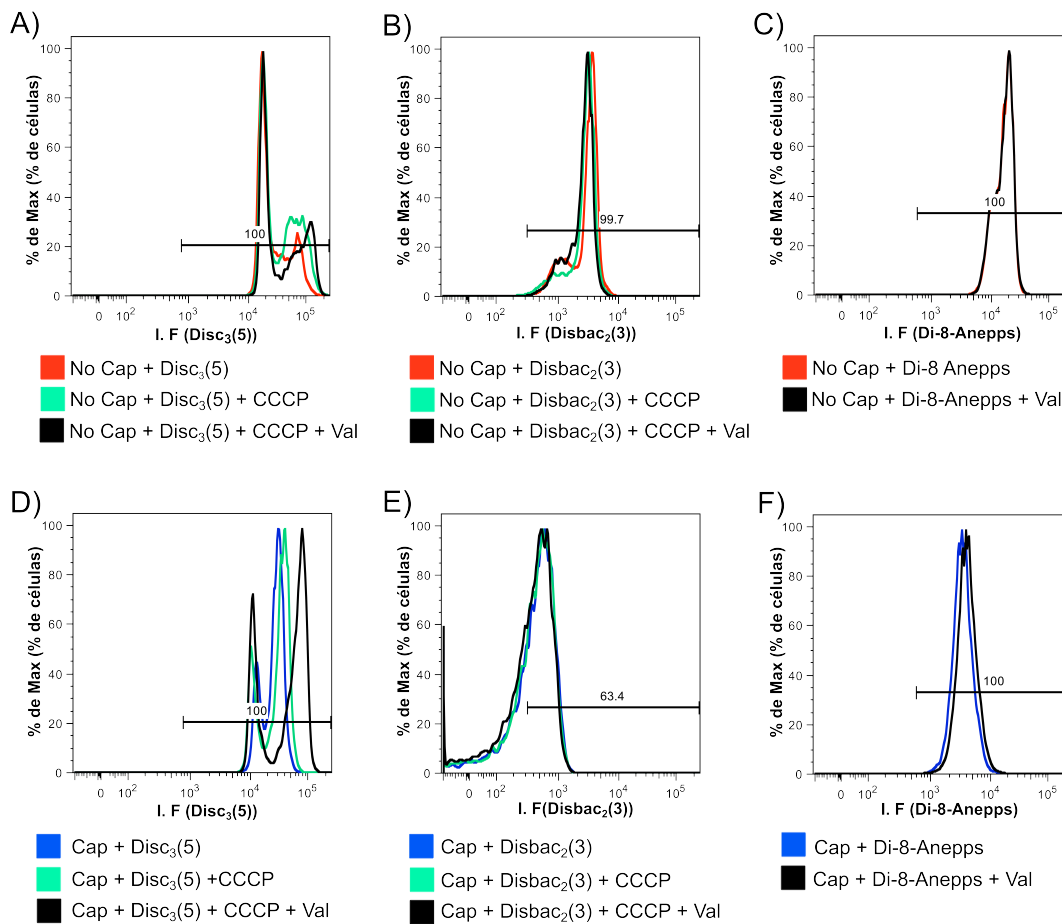 A)
% de Max (% de células)
100
80
60
40
20
0
100
0
10²
10³
10⁴
10⁵
I. F (Disc₃(5))
No Cap + Disc₃(5)
No Cap + Disc₃(5) + CCCP
No Cap + Disc₃(5) + CCCP + Val
B)
% de Max (% de células)
100
80
60
40
20
0
99.7
0
10²
10³
10⁴
10⁵
I. F (Disbac₂(3))
No Cap + Disbac₂(3)
No Cap + Disbac₂(3) + CCCP
No Cap + Disbac₂(3) + CCCP + Val
C)
% de Max (% de células)
100
80
60
40
20
0
100
0
10²
10³
10⁴
10⁵
I. F (Di-8-Anepps)
No Cap + Di-8 Anepps
No Cap + Di-8-Anepps + Val
D)
% de Max (% de células)
100
80
60
40
20
0
100
0
10²
10³
10⁴
10⁵
I. F (Disc₃(5))
Cap + Disc₃(5)
Cap + Disc₃(5) +CCCP
Cap + Disc₃(5) + CCCP + Val
E)
% de Max (% de células)
100
80
60
40
20
0
63.4
0
10²
10³
10⁴
10⁵
I. F(Disbac₂(3))
Cap + Disbac₂(3)
Cap + Disbac₂(3) + CCCP
Cap + Disbac₂(3) + CCCP + Val
F)
% de Max (% de células)
100
80
60
40
20
0
100
0
10²
10³
10⁴
10⁵
I. F (Di-8-Anepps)
Cap + Di-8-Anepps
Cap + Di-8-Anepps + Val